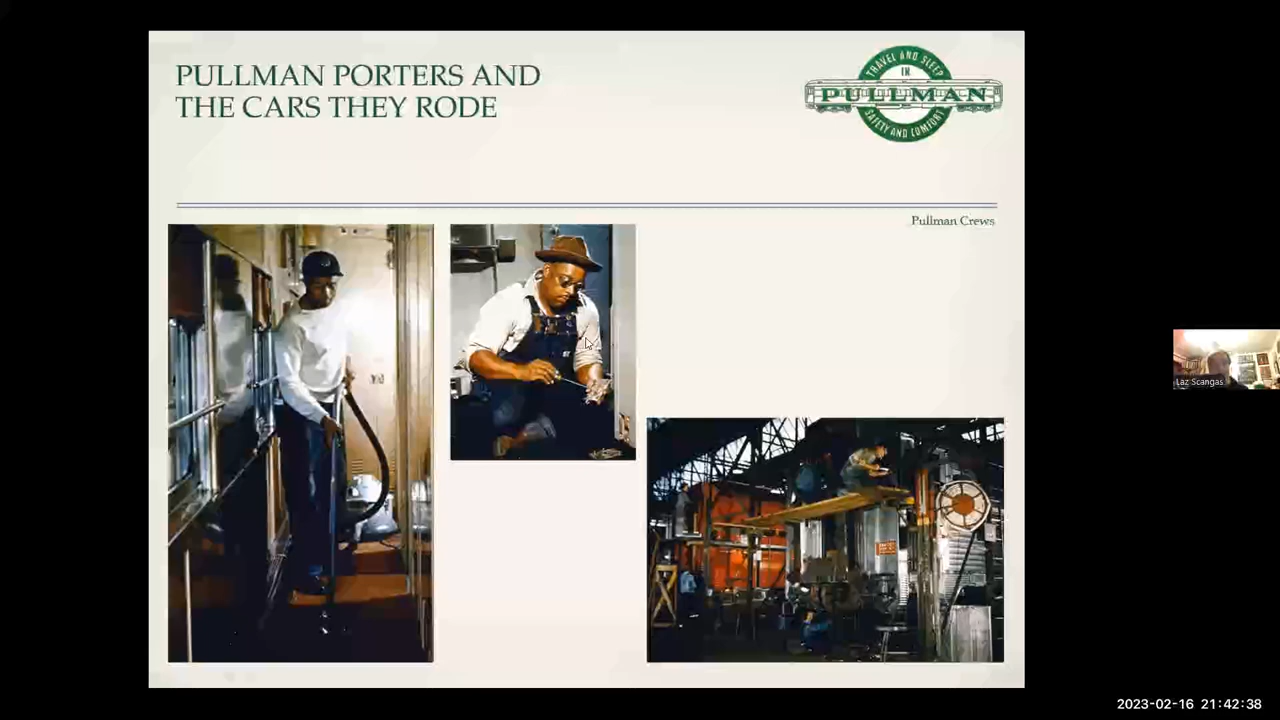 PULLMAN PORTERS AND
THE CARS THEY RODE
TRAVEL AND SLEEP
IN
PULLMAN
SAFETY AND COMFORT
Pullman Crews
Laz Scangas
2023-02-16 21:42:38